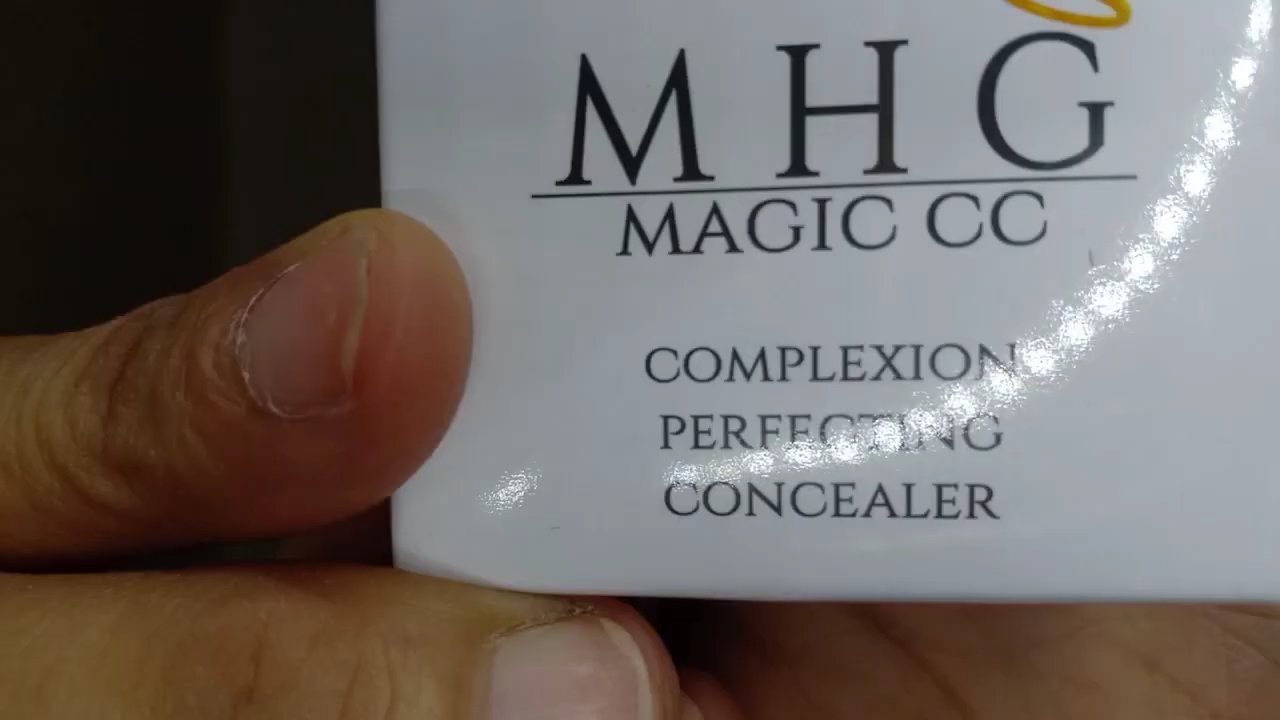 MHG
MAGIC CC
COMPLEXION
PERFECTING
CONCEALER